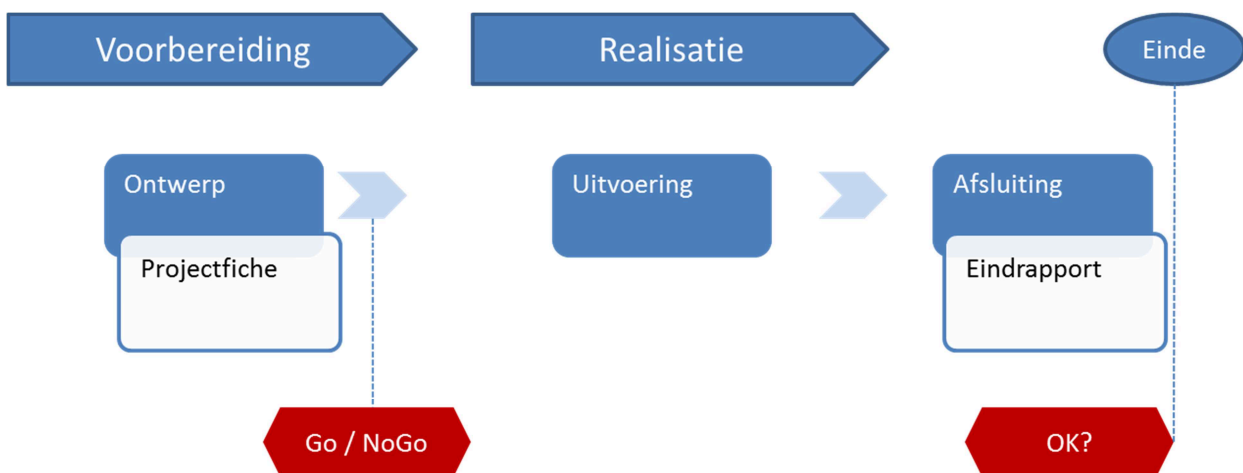 Voorbereiding
Realisatie
Einde
Ontwerp
Uitvoering
Afsluiting
Projectfiche
Eindrapport
Go / NoGo
OK?